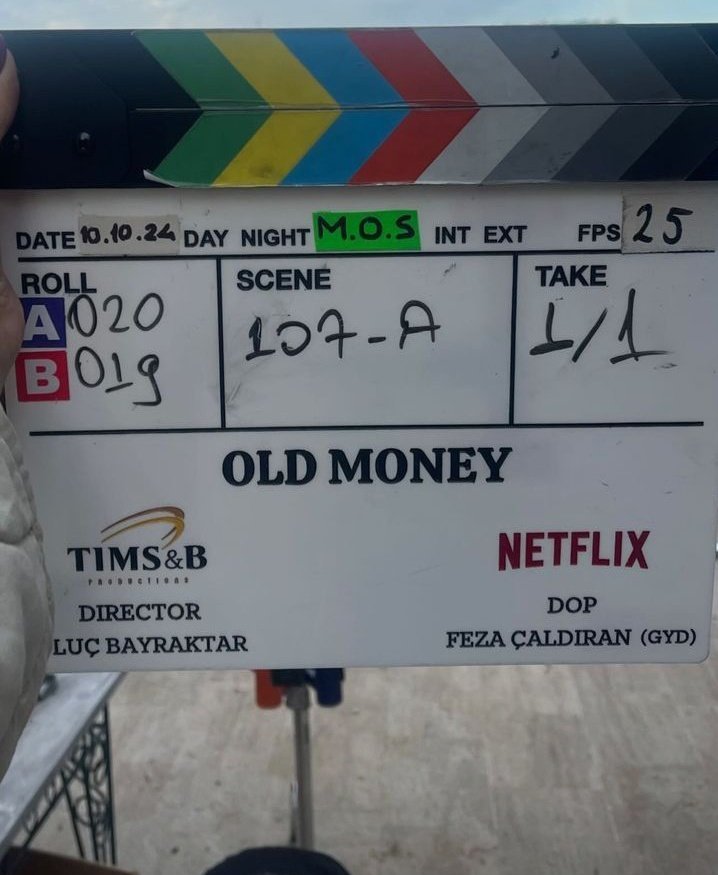 DATE 10.10.24 DAY NIGHT M.O.S INT EXT FPS 25
ROLL
A 020
B 019
SCENE
107-A
TAKE
1/1
OLD MONEY
TIMS&B
PRODUCTIONS
DIRECTOR
LUÇ BAYRAKTAR
NETFLIX
DOP
FEZA ÇALDIRAN (GYD)